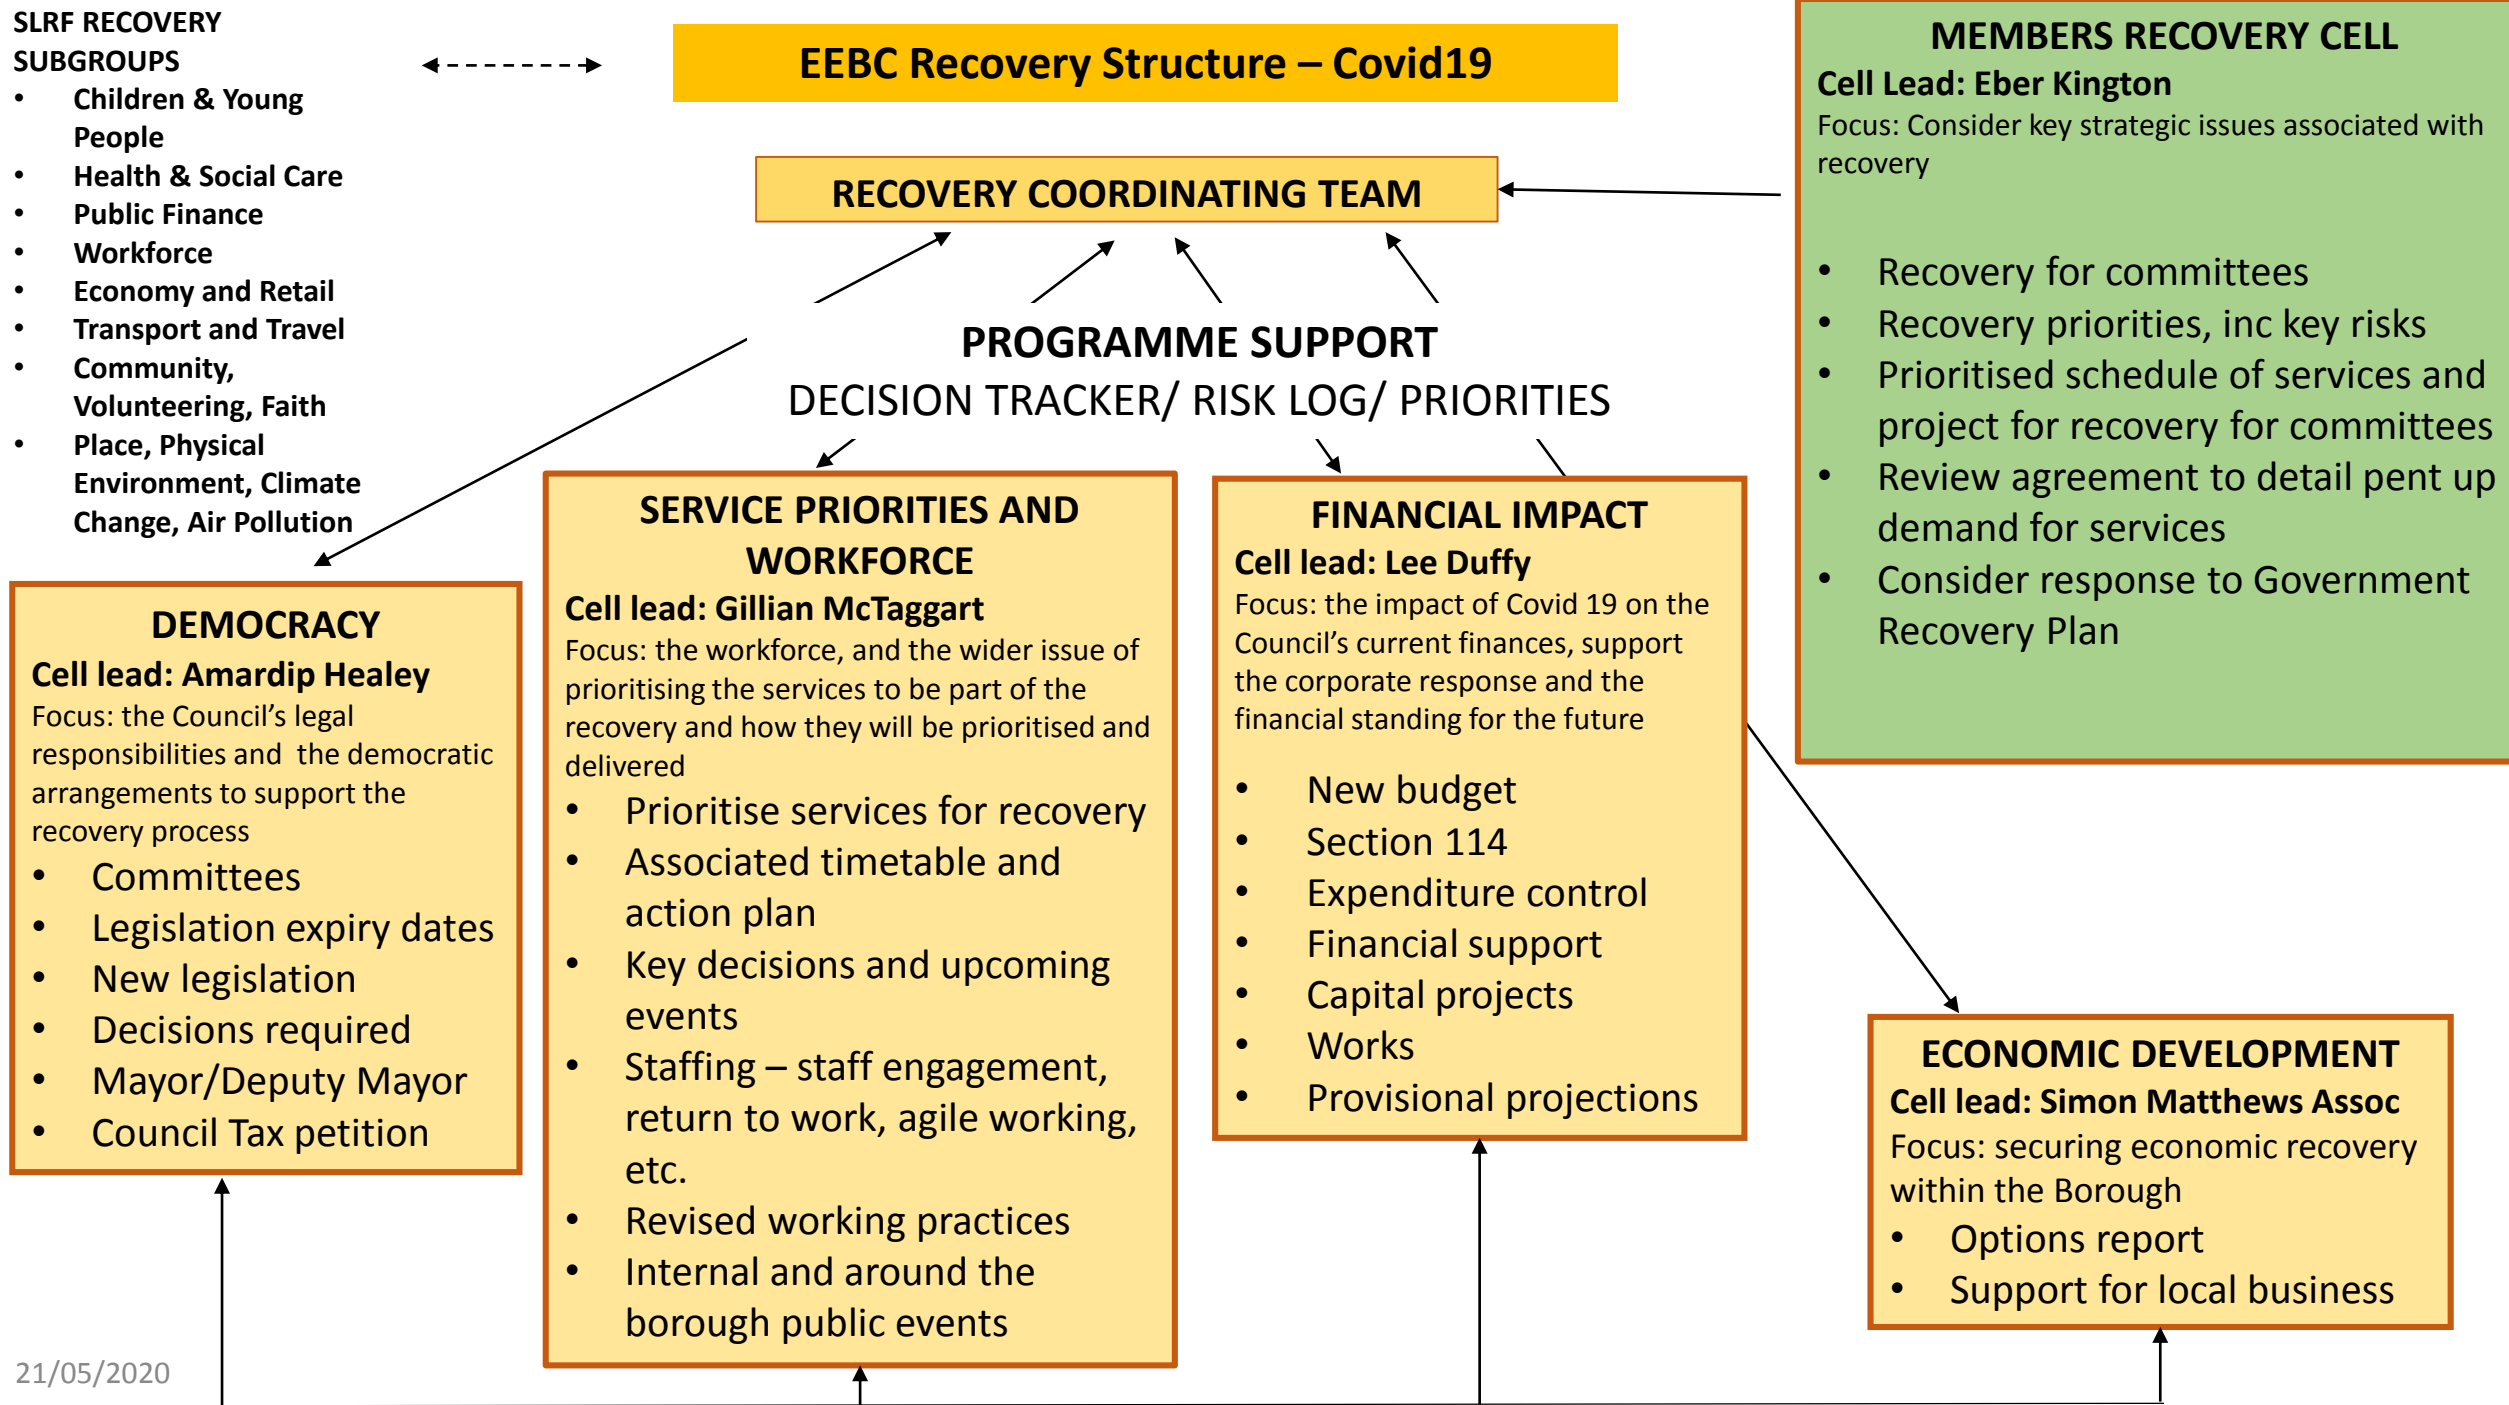 SLRF RECOVERY
SUBGROUPS
• Children & Young
People
• Health & Social Care
• Public Finance
• Workforce
• Economy and Retail
• Transport and Travel
• Community,
Volunteering, Faith
• Place, Physical
Environment, Climate
Change, Air Pollution
EEBC Recovery Structure – Covid19
RECOVERY COORDINATING TEAM
PROGRAMME SUPPORT
DECISION TRACKER/ RISK LOG/ PRIORITIES
MEMBERS RECOVERY CELL
Cell Lead: Eber Kington
Focus: Consider key strategic issues associated with
recovery
• Recovery for committees
• Recovery priorities, inc key risks
• Prioritised schedule of services and
project for recovery for committees
• Review agreement to detail pent up
demand for services
• Consider response to Government
Recovery Plan
DEMOCRACY
Cell lead: Amardip Healey
Focus: the Council’s legal
responsibilities and the democratic
arrangements to support the
recovery process
• Committees
• Legislation expiry dates
• New legislation
• Decisions required
• Mayor/Deputy Mayor
• Council Tax petition
SERVICE PRIORITIES AND
WORKFORCE
Cell lead: Gillian McTaggart
Focus: the workforce, and the wider issue of
prioritising the services to be part of the
recovery and how they will be prioritised and
delivered
• Prioritise services for recovery
• Associated timetable and
action plan
• Key decisions and upcoming
events
• Staffing – staff engagement,
return to work, agile working,
etc.
• Revised working practices
• Internal and around the
borough public events
FINANCIAL IMPACT
Cell lead: Lee Duffy
Focus: the impact of Covid 19 on the
Council’s current finances, support
the corporate response and the
financial standing for the future
• New budget
• Section 114
• Expenditure control
• Financial support
• Capital projects
• Works
• Provisional projections
ECONOMIC DEVELOPMENT
Cell lead: Simon Matthews Assoc
Focus: securing economic recovery
within the Borough
• Options report
• Support for local business
21/05/2020